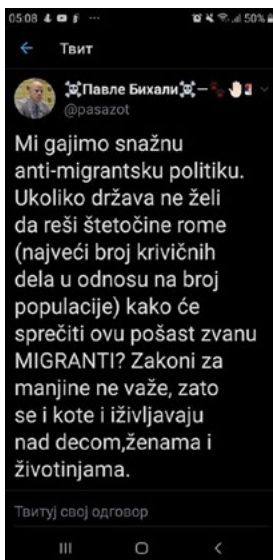 05:08
50%
Твит
☠Павле Бихали☠–
@pasazot
Mi gajimo snažnu
anti-migrantsku politiku.
Ukoliko država ne želi
da reši štetočine rome
(najveći broj krivičnih
dela u odnosu na broj
populacije) kako će
sprečiti ovu pošast zvanu
MIGRANTI? Zakoni za
manjine ne važe, zato
se i kote i iživljavaju
nad decom,ženama i
životinjama.
Твитуј свој одговор